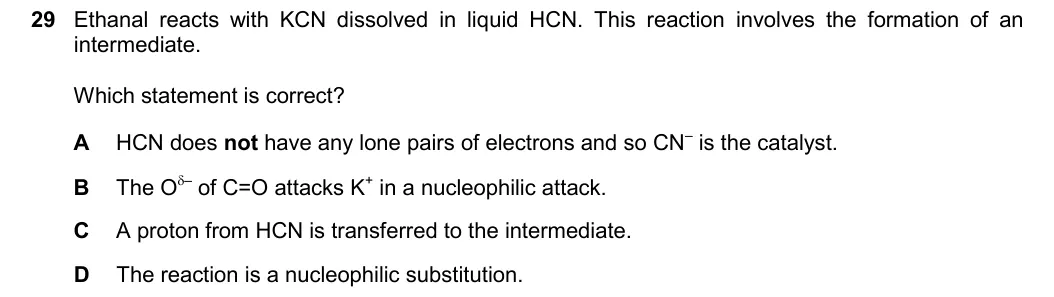 29 Ethanal reacts with KCN dissolved in liquid HCN. This reaction involves the formation of an
intermediate.
Which statement is correct?
A HCN does not have any lone pairs of electrons and so CN⁻ is the catalyst.
B The Oᵟ⁻ of C=O attacks K⁺ in a nucleophilic attack.
C A proton from HCN is transferred to the intermediate.
D The reaction is a nucleophilic substitution.